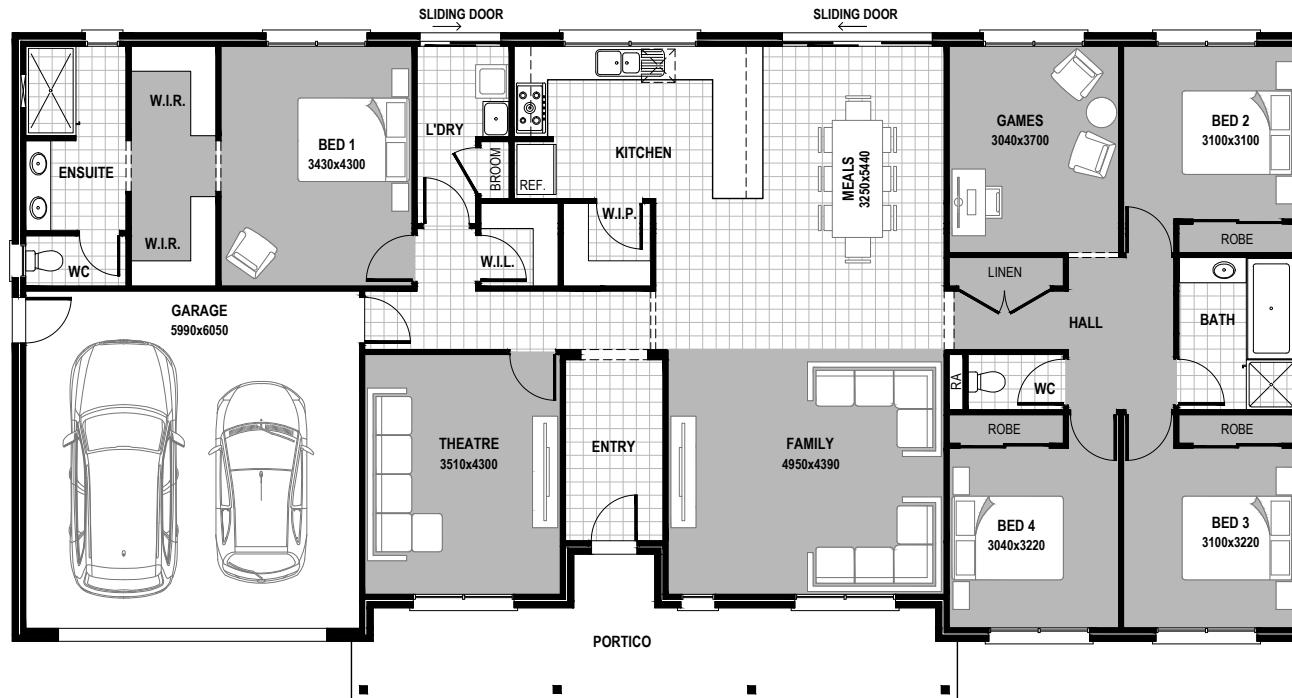 SLIDING DOOR
SLIDING DOOR
W.I.R.
BED 1
3430x4300
L'DRY
BROOM
REF.
KITCHEN
MEALS
3250x5440
GAMES
3040x3700
BED 2
3100x3100
ENSUITE
W.I.R.
WC
W.I.L.
W.I.P.
LINEN
ROBE
GARAGE
5990x6050
HALL
BATH
RA
WC
THEATRE
3510x4300
ENTRY
FAMILY
4950x4390
ROBE
ROBE
BED 4
3040x3220
BED 3
3100x3220
PORTICO